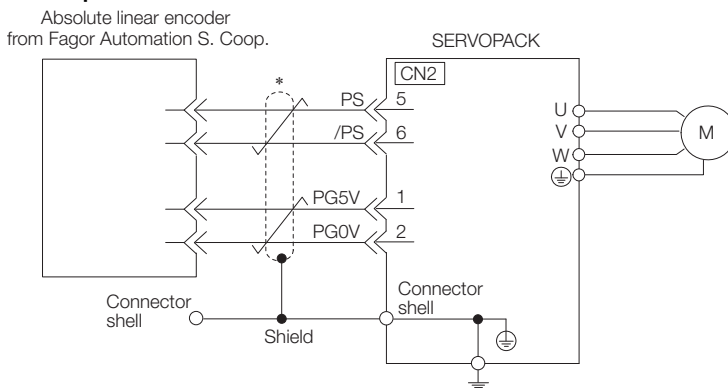 Absolute linear encoder
from Fagor Automation S. Coop.
SERVOPACK
CN2
*
PS 5
/PS 6
PG5V 1
PG0V 2
U
V
W
M
Connector
shell
Shield
Connector
shell